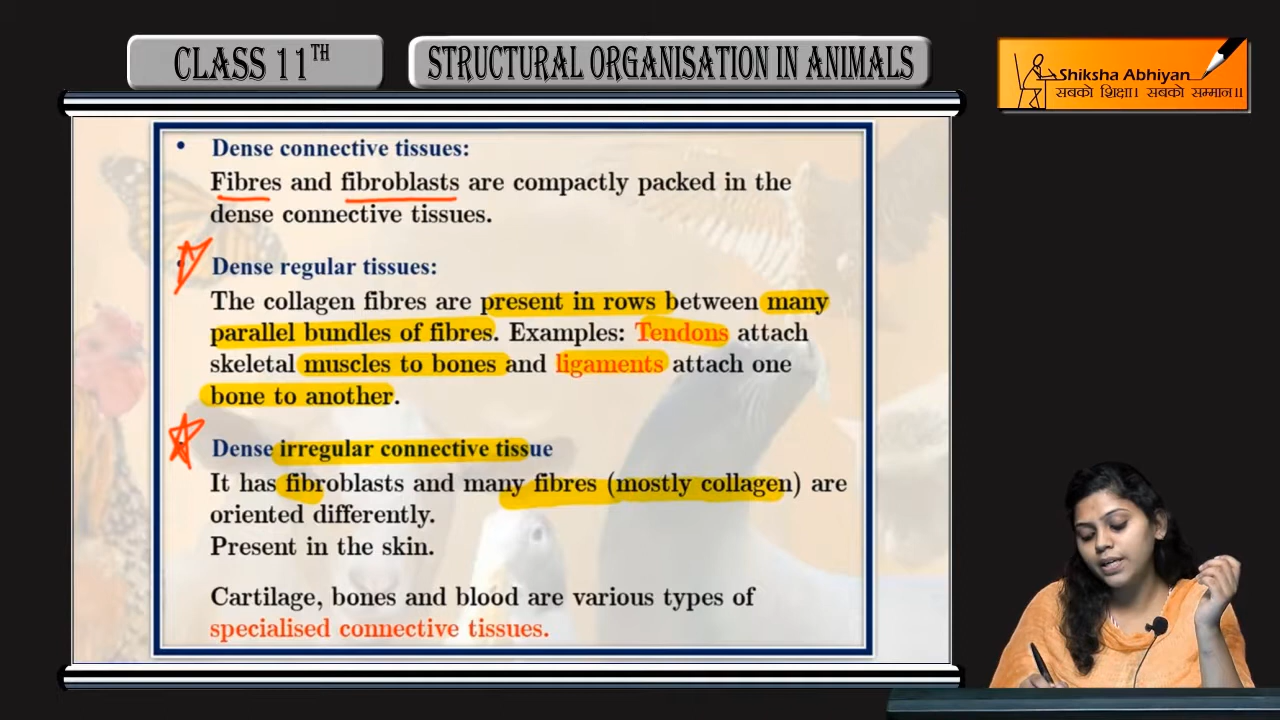 CLASS 11TH
STRUCTURAL ORGANISATION IN ANIMALS
Shiksha Abhiyan
सबको शिक्षा। सबको सम्मान॥
• Dense connective tissues:
Fibres and fibroblasts are compactly packed in the
dense connective tissues.
Dense regular tissues:
The collagen fibres are present in rows between many
parallel bundles of fibres. Examples: Tendons attach
skeletal muscles to bones and ligaments attach one
bone to another.
Dense irregular connective tissue
It has fibroblasts and many fibres (mostly collagen) are
oriented differently.
Present in the skin.
Cartilage, bones and blood are various types of
specialised connective tissues.